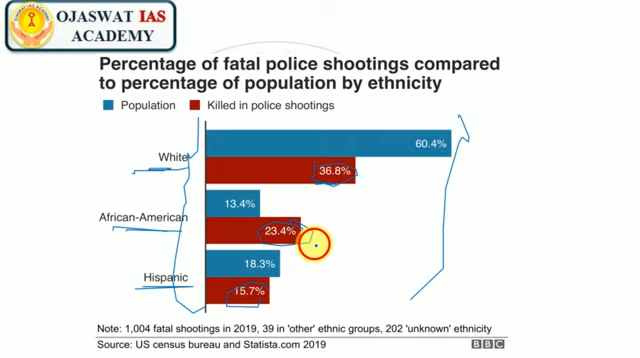 OJASWAT IAS
ACADEMY
Percentage of fatal police shootings compared
to percentage of population by ethnicity
Population Killed in police shootings
White 60.4%
36.8%
African-American 13.4%
23.4%
Hispanic 18.3%
15.7%
Note: 1,004 fatal shootings in 2019, 39 in 'other' ethnic groups, 202 'unknown' ethnicity
Source: US census bureau and Statista.com 2019 BBC